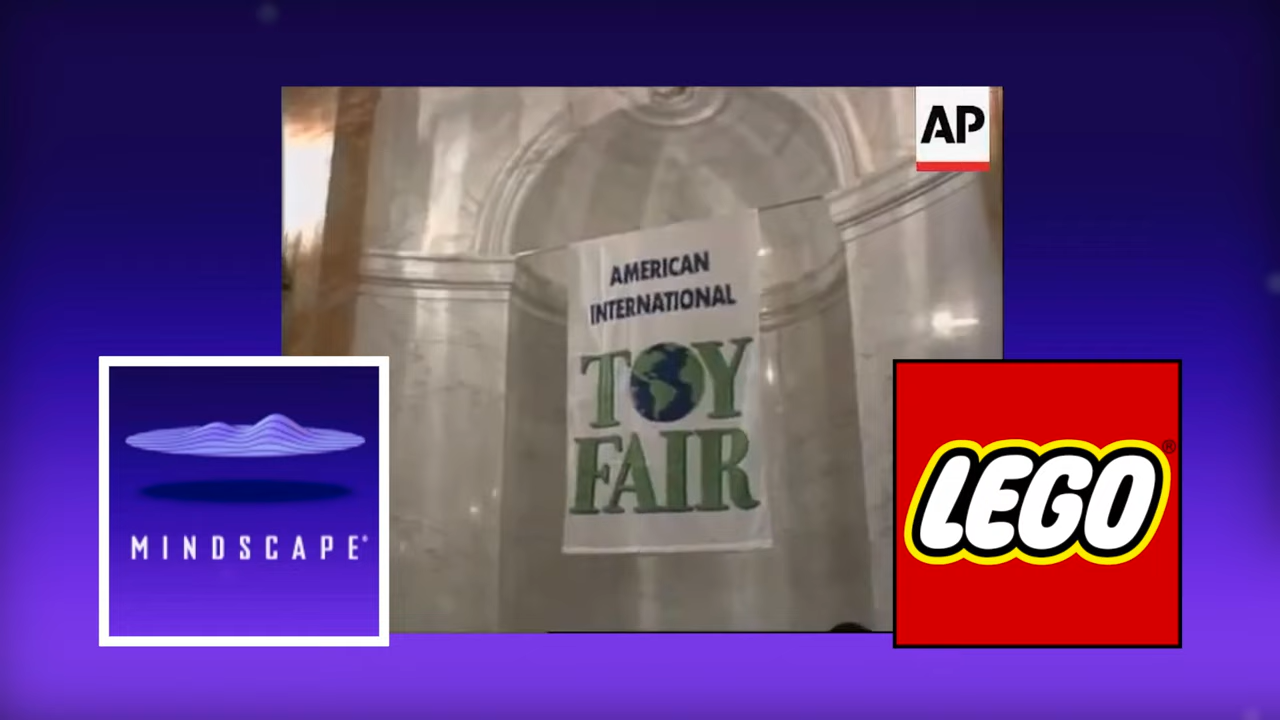 AP
AMERICAN
INTERNATIONAL
TOY
FAIR
MINDSCAPE®
LEGO®